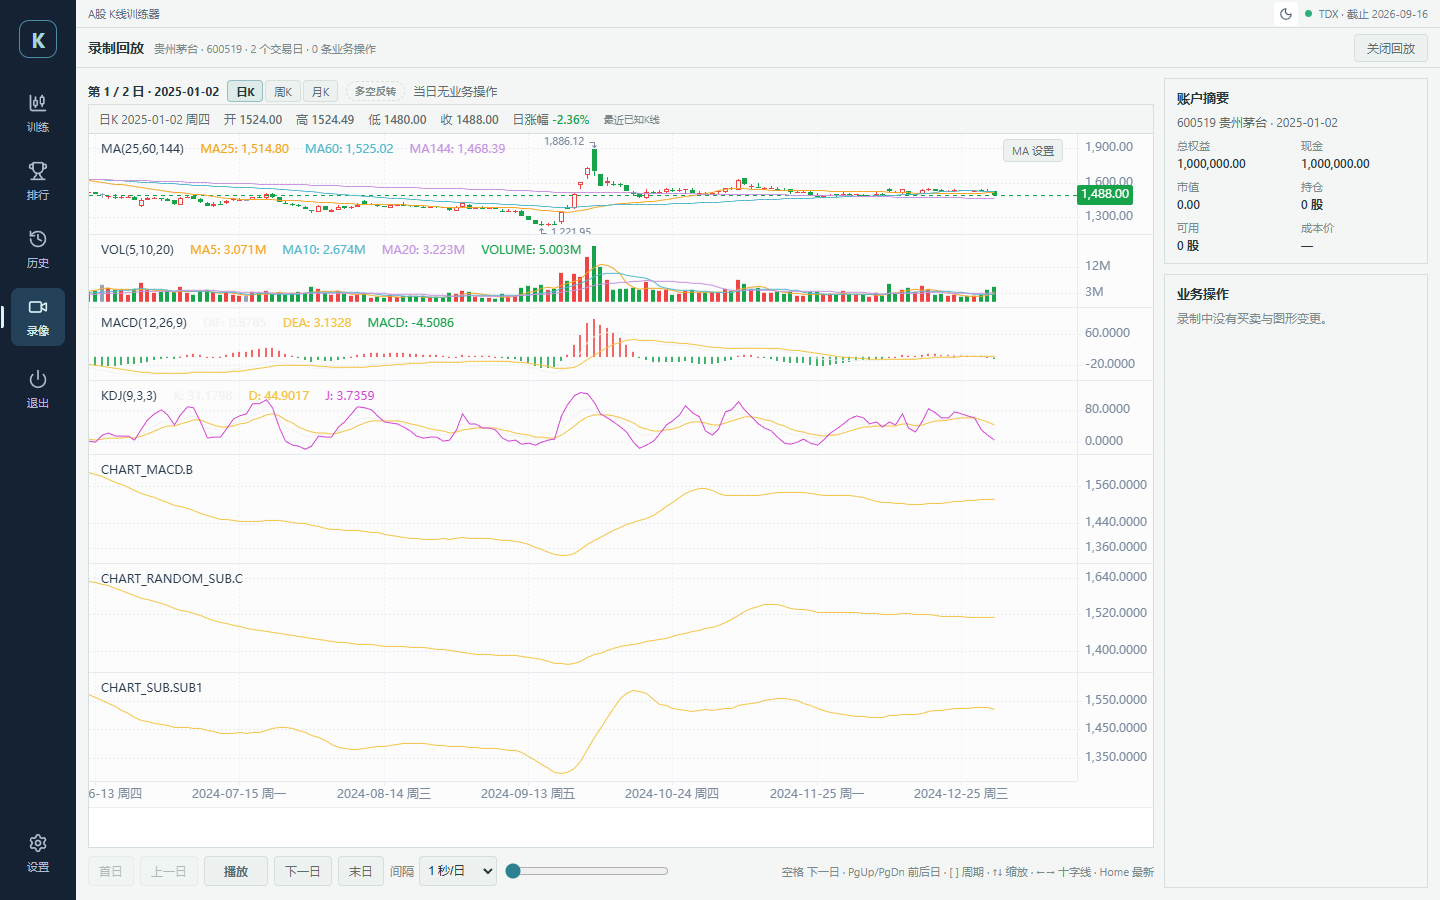 A股 K线训练器
TDX · 截止 2026-09-16
K
训练
排行
历史
录像
退出
设置
录制回放 贵州茅台 · 600519 · 2 个交易日 · 0 条业务操作
关闭回放
第 1 / 2 日 · 2025-01-02 日K 周K 月K 多空反转 当日无业务操作
日K 2025-01-02 周四 开 1524.00 高 1524.49 低 1480.00 收 1488.00 日涨幅 -2.36% 最近已知K线
MA(25,60,144) MA25: 1,514.80 MA60: 1,525.02 MA144: 1,468.39
MA 设置
1,886.12
1,221.95
1,900.00
1,600.00
1,488.00
1,300.00
VOL(5,10,20) MA5: 3.071M MA10: 2.674M MA20: 3.223M VOLUME: 5.003M
12M
3M
MACD(12,26,9) DIF: 0.8785 DEA: 3.1328 MACD: -4.5086
60.0000
-20.0000
KDJ(9,3,3) K: 31.1798 D: 44.9017 J: 3.7359
80.0000
0.0000
CHART_MACD.B
1,560.0000
1,440.0000
1,360.0000
CHART_RANDOM_SUB.C
1,640.0000
1,520.0000
1,400.0000
CHART_SUB.SUB1
1,550.0000
1,450.0000
1,350.0000
6-13 周四 2024-07-15 周一 2024-08-14 周三 2024-09-13 周五 2024-10-24 周四 2024-11-25 周一 2024-12-25 周三
首日 上一日 播放 下一日 末日 间隔 1 秒/日
空格 下一日 · PgUp/PgDn 前后日 · [ ] 周期 · ↑↓ 缩放 · ←→ 十字线 · Home 最新
账户摘要
600519 贵州茅台 · 2025-01-02
总权益 现金
1,000,000.00 1,000,000.00
市值 持仓
0.00 0 股
可用 成本价
0 股 —
业务操作
录制中没有买卖与图形变更。